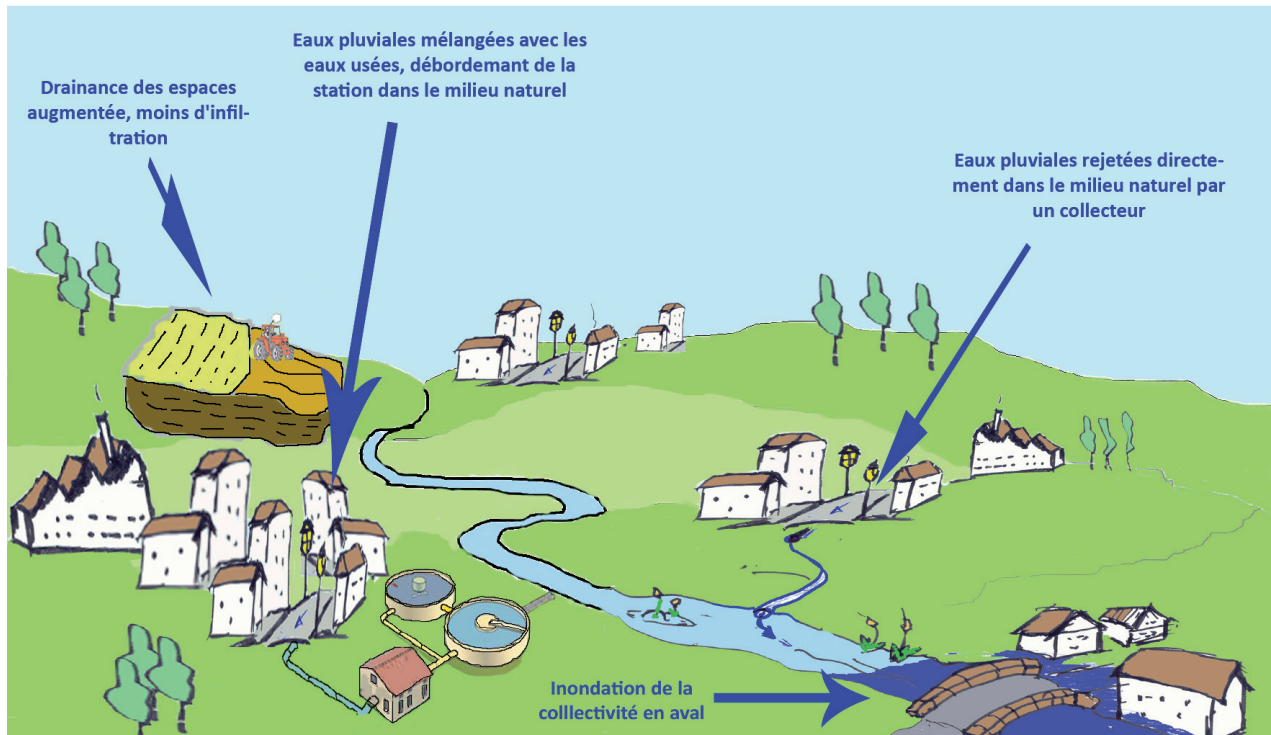 Eaux pluviales mélangées avec les
eaux usées, débordemant de la
station dans le milieu naturel
Drainance des espaces
augmentée, moins d'infil-
tration
Eaux pluviales rejetées directe-
ment dans le milieu naturel par
un collecteur
Inondation de la
colllectivité en aval